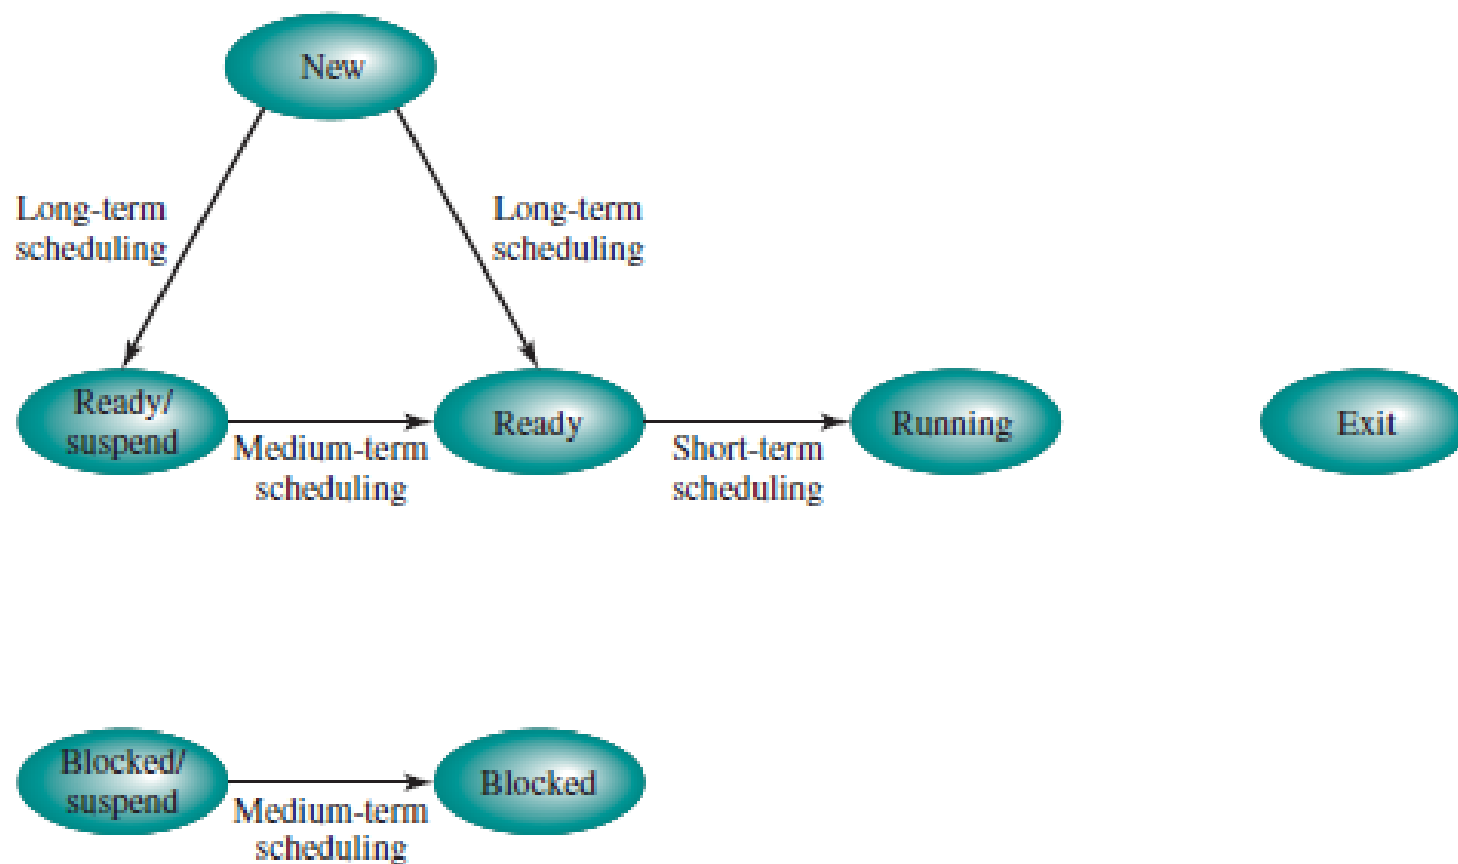 New
Long-term
scheduling
Long-term
scheduling
Ready/
suspend
Medium-term
scheduling
Ready
Short-term
scheduling
Running
Exit
Blocked/
suspend
Medium-term
scheduling
Blocked